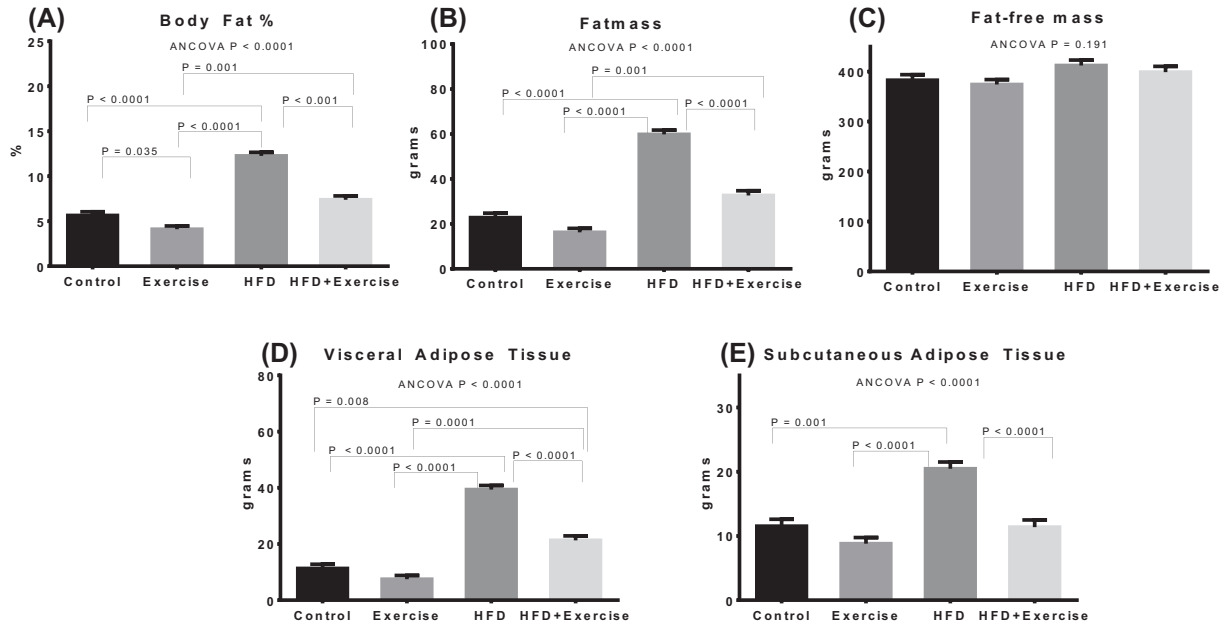 (A) Body Fat %
ANCOVA P < 0.0001
P = 0.001
P < 0.0001
P < 0.001
P < 0.0001
P = 0.035
%
25
20
15
10
5
0
Control Exercise HFD HFD+Exercise
(B) Fatmass
ANCOVA P < 0.0001
P = 0.001
P < 0.0001
P < 0.0001
P < 0.0001
grams
100
80
60
40
20
0
Control Exercise HFD HFD+Exercise
(C) Fat-free mass
ANCOVA P = 0.191
grams
400
300
200
100
0
Control Exercise HFD HFD+Exercise
(D) Visceral Adipose Tissue
ANCOVA P < 0.0001
P = 0.008
P = 0.0001
P < 0.0001
P < 0.0001
P < 0.0001
grams
80
60
40
20
0
Control Exercise HFD HFD+Exercise
(E) Subcutaneous Adipose Tissue
ANCOVA P < 0.0001
P = 0.001
P < 0.0001
P < 0.0001
grams
30
20
10
0
Control Exercise HFD HFD+Exercise